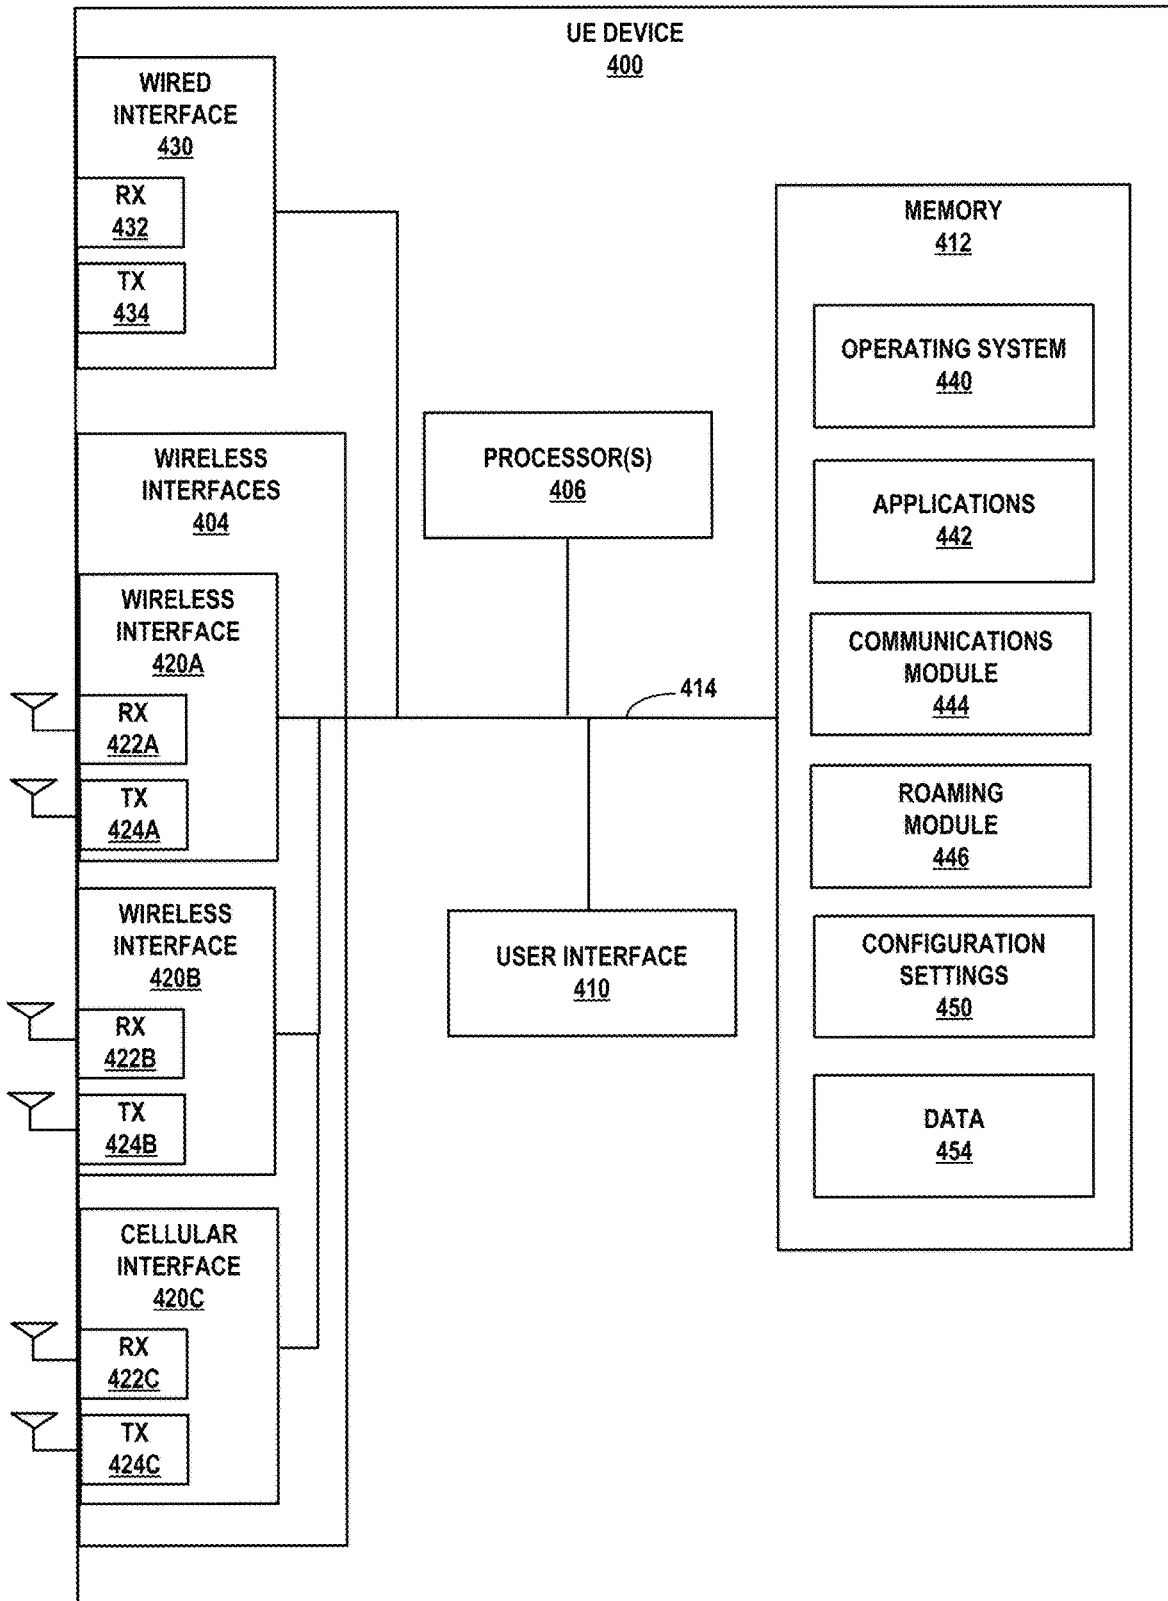 UE DEVICE
400
WIRED
INTERFACE
430
RX
432
TX
434
WIRELESS
INTERFACES
404
WIRELESS
INTERFACE
420A
RX
422A
TX
424A
WIRELESS
INTERFACE
420B
RX
422B
TX
424B
CELLULAR
INTERFACE
420C
RX
422C
TX
424C
PROCESSOR(S)
406
414
USER INTERFACE
410
MEMORY
412
OPERATING SYSTEM
440
APPLICATIONS
442
COMMUNICATIONS
MODULE
444
ROAMING
MODULE
446
CONFIGURATION
SETTINGS
450
DATA
454